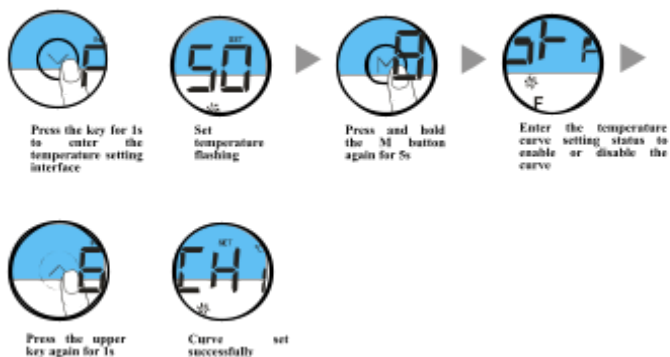 SET
50
M
Press the key for 1s
to enter the
temperature setting
interface
Set
temperature
flashing
Press and hold
the M button
again for 5s
F
Enter the temperature
curve setting status to
enable or disable the
curve
SET
CHi
Press the upper
key again for 1s
Curve set
successfully